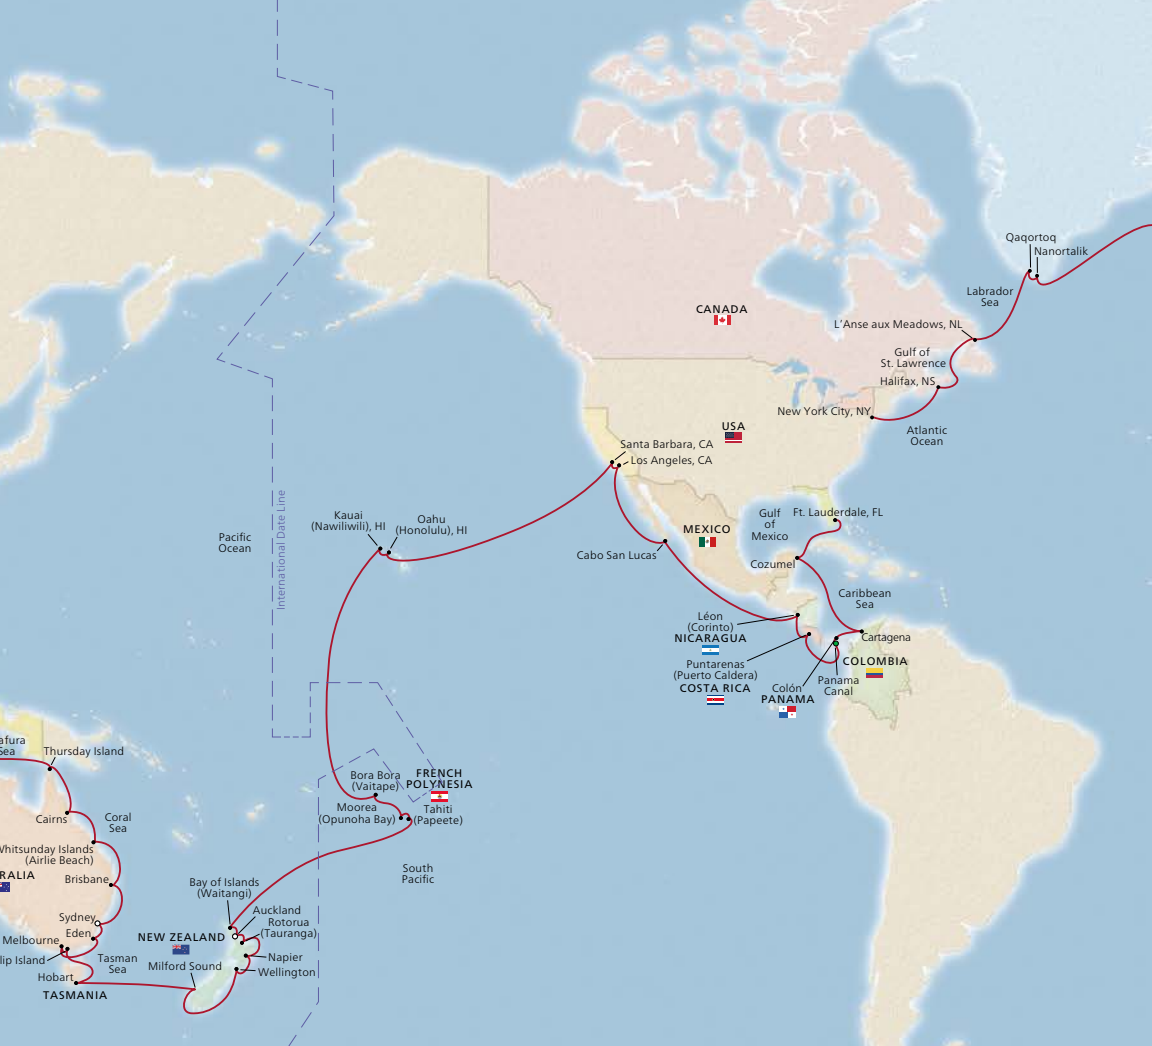 Qaqortoq
Nanortalik
Labrador
Sea
CANADA
L'Anse aux Meadows, NL
Gulf of
St. Lawrence
Halifax, NS
New York City, NY
USA
Atlantic
Ocean
Santa Barbara, CA
Los Angeles, CA
International Date Line
Pacific
Ocean
Kauai
(Nawiliwili), HI
Oahu
(Honolulu), HI
Gulf
of
Mexico
Ft. Lauderdale, FL
MEXICO
Cabo San Lucas
Cozumel
Caribbean
Sea
Léon
(Corinto)
NICARAGUA
Cartagena
Puntarenas
(Puerto Caldera)
COSTA RICA
COLOMBIA
Colón
PANAMA
Panama
Canal
afura
Sea
Thursday Island
Cairns
Coral
Sea
Whitsunday Islands
(Airlie Beach)
RALIA
Brisbane
Bora Bora
(Vaitape)
FRENCH
POLYNESIA
Moorea
(Opunoha Bay)
Tahiti
(Papeete)
South
Pacific
Bay of Islands
(Waitangi)
Auckland
Rotorua
(Tauranga)
Sydney
Eden
Melbourne
lip Island
NEW ZEALAND
Napier
Tasman
Sea
Milford Sound
Wellington
Hobart
TASMANIA